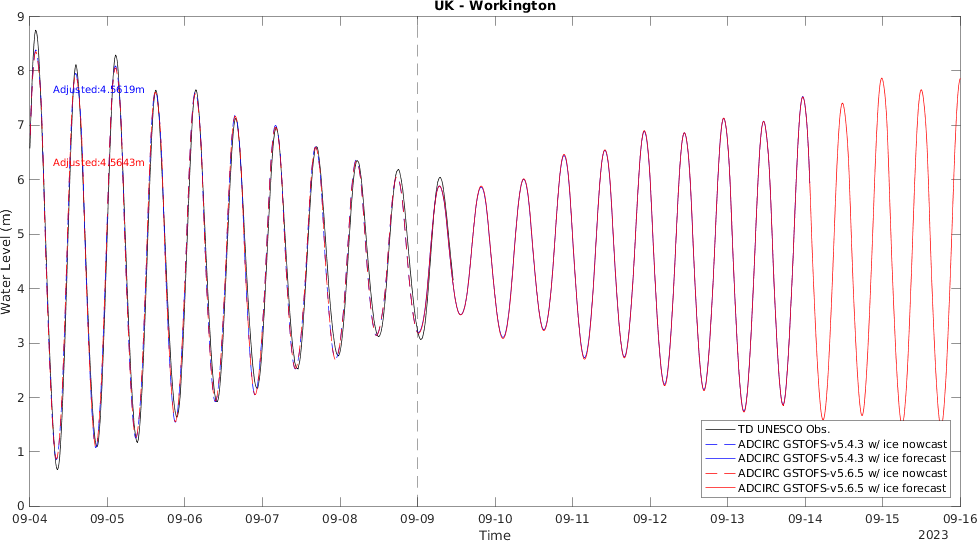 UK - Workington
9
8
7
6
5
4
3
2
1
0
Water Level (m)
Adjusted:4.5619m
Adjusted:4.5643m
TD UNESCO Obs.
ADCIRC GSTOFS-v5.4.3 w/ ice nowcast
ADCIRC GSTOFS-v5.4.3 w/ ice forecast
ADCIRC GSTOFS-v5.6.5 w/ ice nowcast
ADCIRC GSTOFS-v5.6.5 w/ ice forecast
09-04 09-05 09-06 09-07 09-08 09-09 09-10 09-11 09-12 09-13 09-14 09-15 09-16
Time
2023